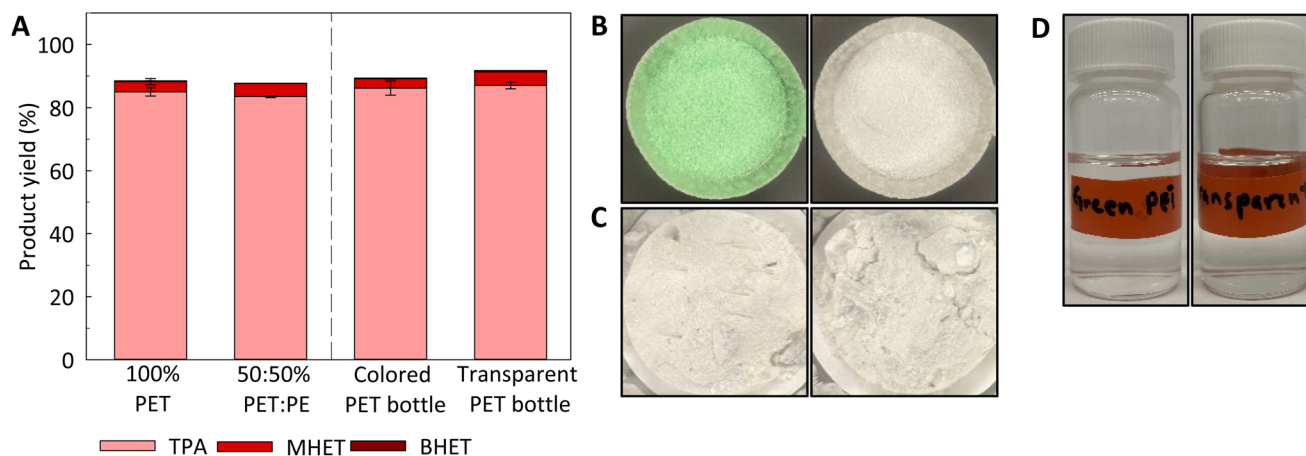 A
Product yield (%)
100
80
60
40
20
0
100%
PET
50:50%
PET:PE
Colored
PET bottle
Transparent
PET bottle
TPA
MHET
BHET
B
C
D
Green PET
ransparent